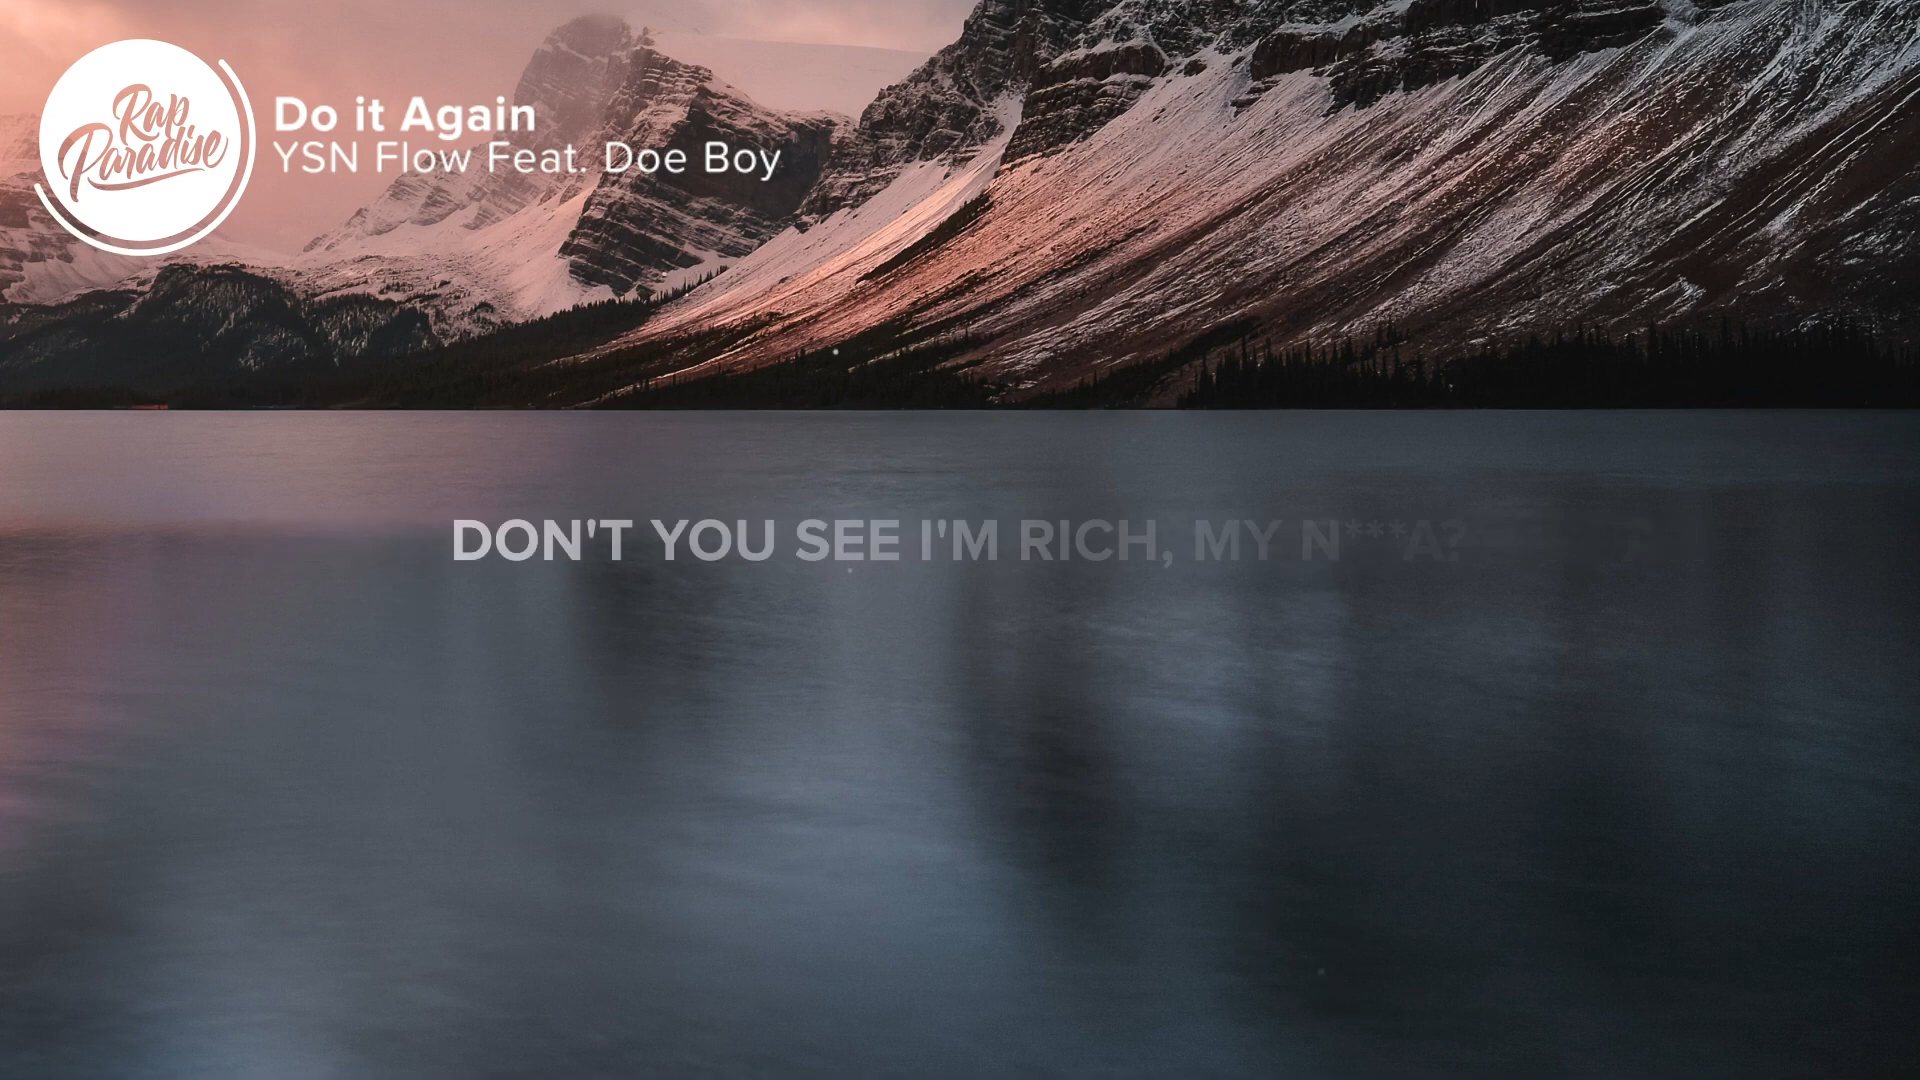 Rap
Paradise
Do it Again
YSN Flow Feat. Doe Boy
DON'T YOU SEE I'M RICH, MY N***A?